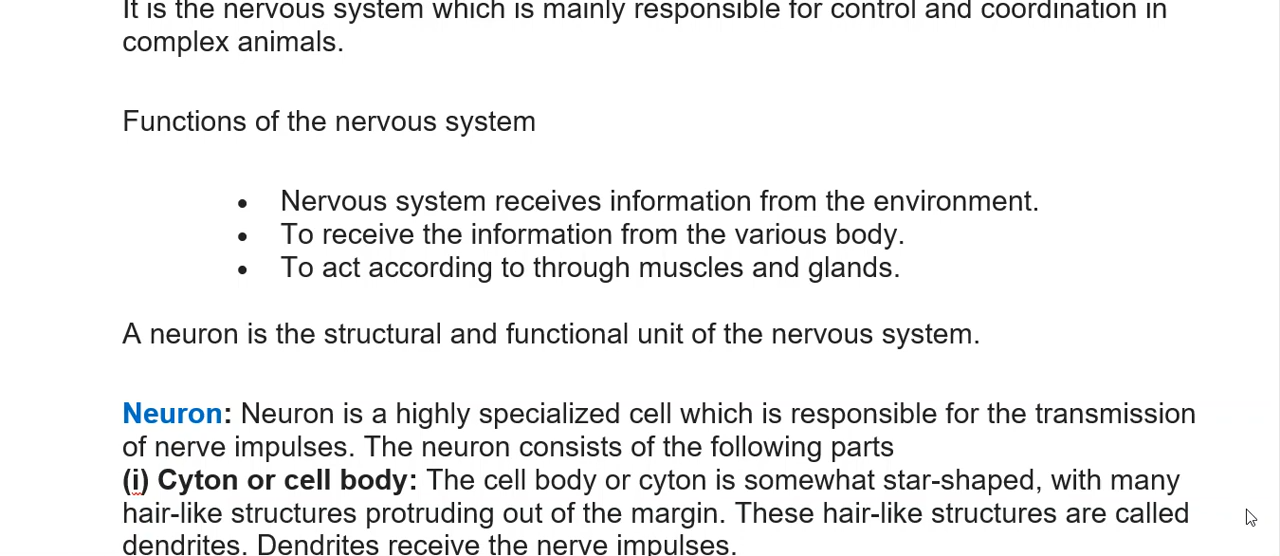 It is the nervous system which is mainly responsible for control and coordination in
complex animals.
Functions of the nervous system
• Nervous system receives information from the environment.
• To receive the information from the various body.
• To act according to through muscles and glands.
A neuron is the structural and functional unit of the nervous system.
Neuron: Neuron is a highly specialized cell which is responsible for the transmission
of nerve impulses. The neuron consists of the following parts
(i) Cyton or cell body: The cell body or cyton is somewhat star-shaped, with many
hair-like structures protruding out of the margin. These hair-like structures are called
dendrites. Dendrites receive the nerve impulses.